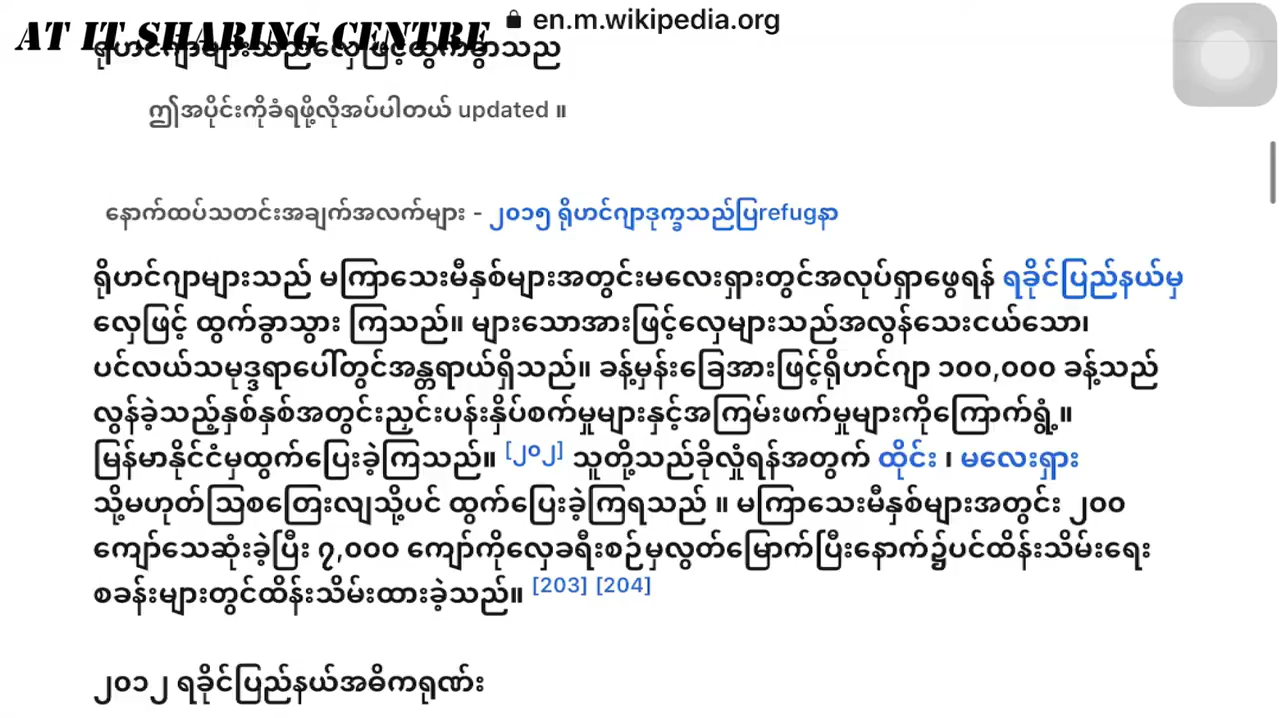 AT IT SHARING CENTRE
en.m.wikipedia.org
ရိုဟင်ဂျာများသည်လှေဖြင့်ထွက်ခွာသည်
ဤအပိုင်းကိုခံရဖို့လိုအပ်ပါတယ် updated ။
နောက်ထပ်သတင်းအချက်အလက်များ - ၂၀၁၅ ရိုဟင်ဂျာဒုက္ခသည်ပြrefugနာ
ရိုဟင်ဂျာများသည် မကြာသေးမီနှစ်များအတွင်းမလေးရှားတွင်အလုပ်ရှာဖွေရန် ရခိုင်ပြည်နယ်မှ
လှေဖြင့် ထွက်ခွာသွား ကြသည်။ များသောအားဖြင့်လှေများသည်အလွန်သေးငယ်သော၊
ပင်လယ်သမုဒ္ဒရာပေါ်တွင်အန္တရာယ်ရှိသည်။ ခန့်မှန်းခြေအားဖြင့်ရိုဟင်ဂျာ ၁၀၀,၀၀၀ ခန့်သည်
လွန်ခဲ့သည့်နှစ်နှစ်အတွင်းညှင်းပန်းနှိပ်စက်မှုများနှင့်အကြမ်းဖက်မှုများကိုကြောက်ရွံ့။
မြန်မာနိုင်ငံမှထွက်ပြေးခဲ့ကြသည်။ [၂၀၂] သူတို့သည်ခိုလှုံရန်အတွက် ထိုင်း ၊ မလေးရှား
သို့မဟုတ်သြစတြေးလျသို့ပင် ထွက်ပြေးခဲ့ကြရသည် ။ မကြာသေးမီနှစ်များအတွင်း ၂၀၀
ကျော်သေဆုံးခဲ့ပြီး ၇,၀၀၀ ကျော်ကိုလှေခရီးစဉ်မှလွတ်မြောက်ပြီးနောက်၌ပင်ထိန်းသိမ်းရေး
စခန်းများတွင်ထိန်းသိမ်းထားခဲ့သည်။ [203] [204]
၂၀၁၂ ရခိုင်ပြည်နယ်အဓိကရုဏ်း